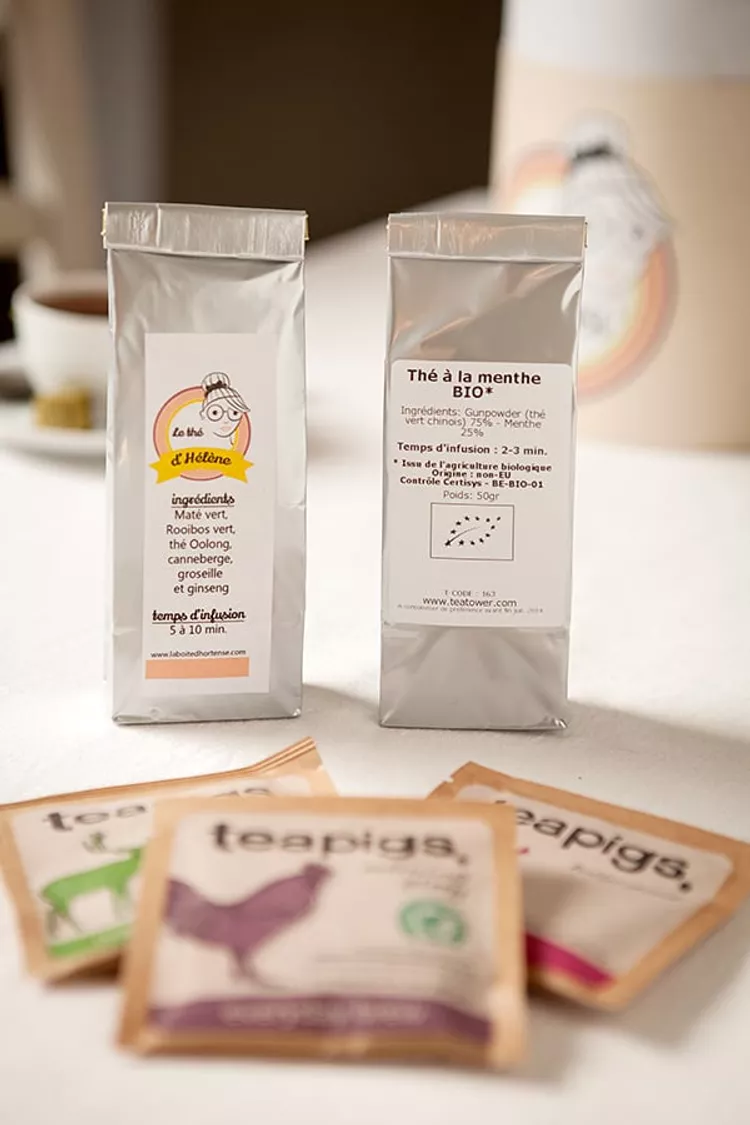 Le thé
d'Hélène
ingrédients
Maté vert,
Rooibos vert,
thé Oolong,
canneberge,
groseille
et ginseng
temps d'infusion
5 à 10 min.
www.laboitedhortense.com
Thé à la menthe
BIO*
Ingrédients: Gunpowder (thé
vert chinois) 75% - Menthe
25%
Temps d'infusion : 2-3 min.
* Issu de l'agriculture biologique
Origine : non-EU
Contrôle Certisys - BE-BIO-01
Poids: 50gr
T CODE : 163
www.teatower.com
teapigs.
teapigs.